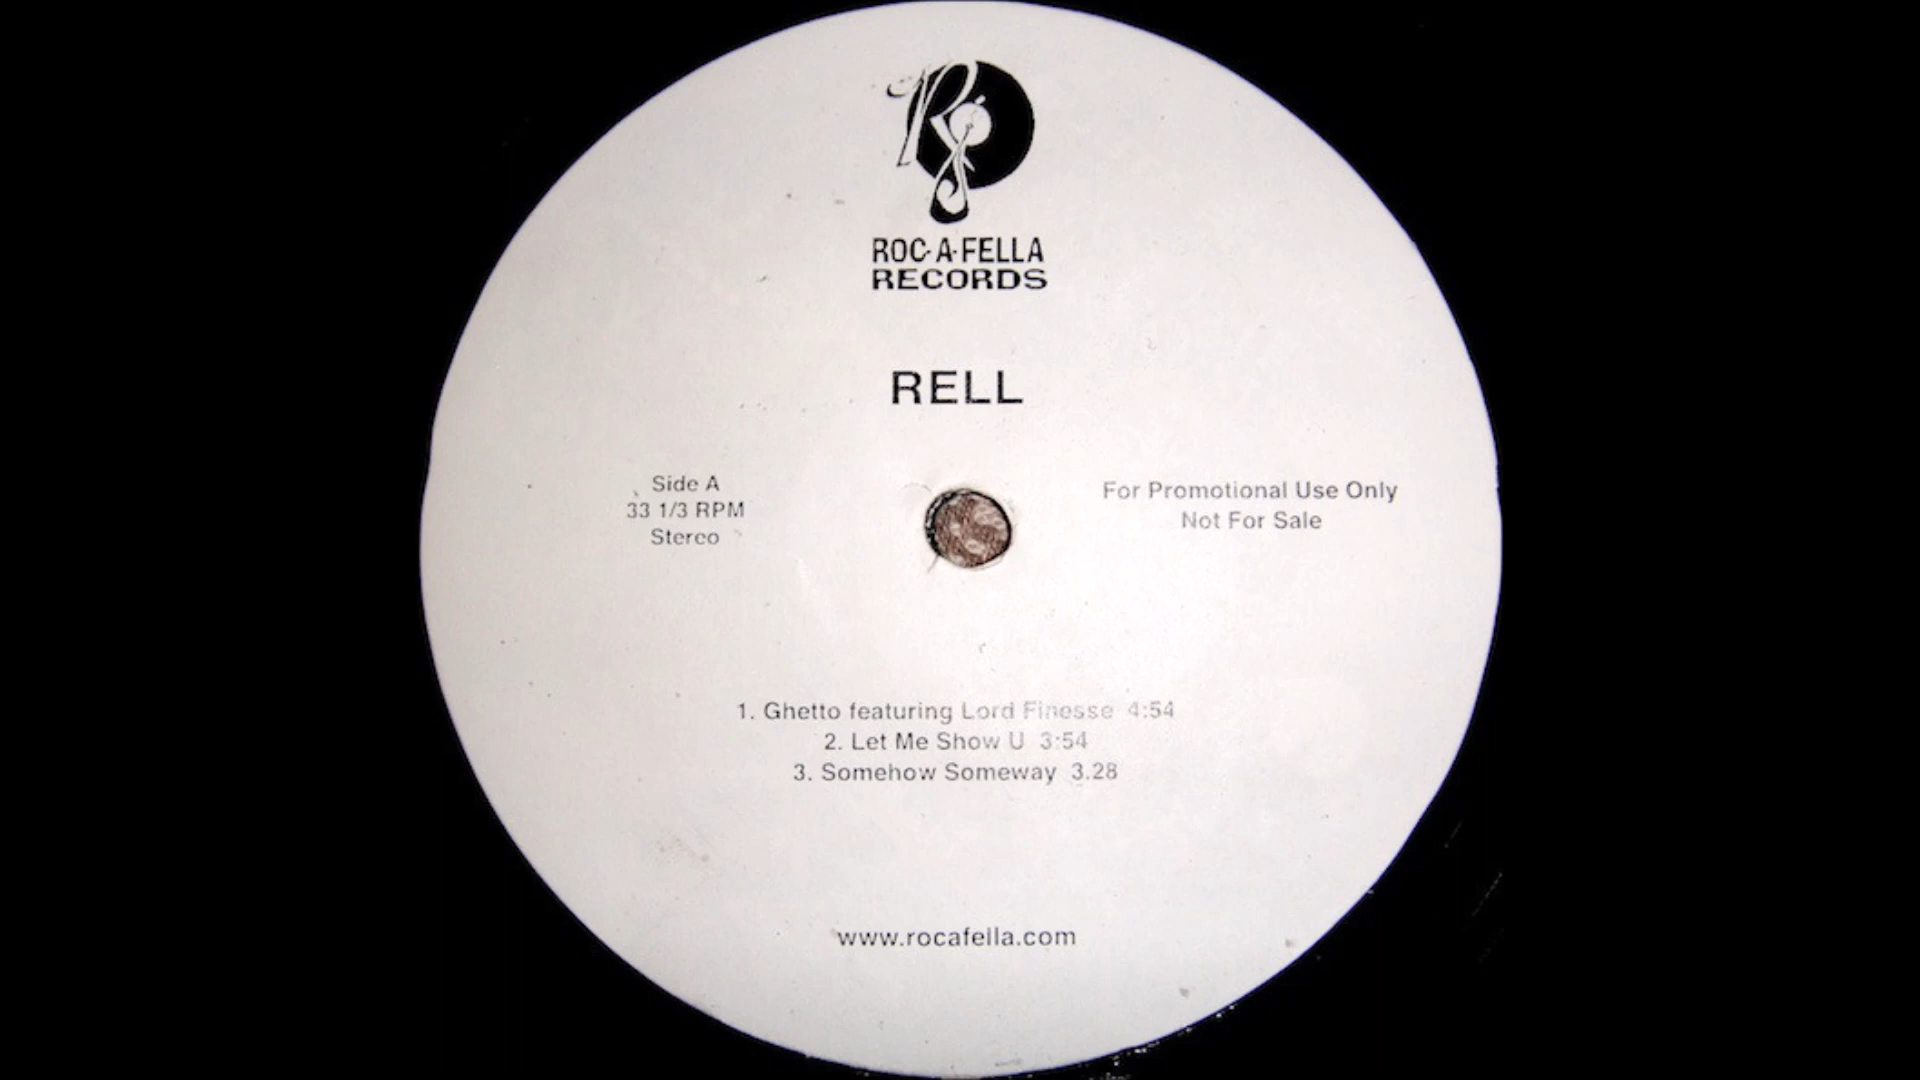 ROC-A-FELLA
RECORDS
RELL
Side A
33 1/3 RPM
Stereo
For Promotional Use Only
Not For Sale
1. Ghetto featuring Lord Finesse 4:54
2. Let Me Show U 3:54
3. Somehow Someway 3.28
www.rocafella.com